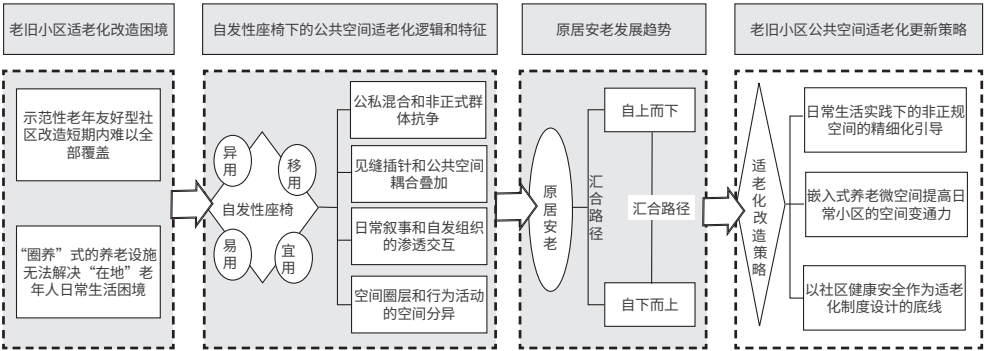 老旧小区适老化改造困境
自发性座椅下的公共空间适老化逻辑和特征
原居安老发展趋势
老旧小区公共空间适老化更新策略
示范性老年友好型社
区改造短期内难以全
部覆盖
“圈养”式的养老设施
无法解决“在地”老
年人日常生活困境
异
用
移
用
自发性座椅
易
用
宜
用
公私混合和非正式群
体抗争
见缝插针和公共空间
耦合叠加
日常叙事和自发组织
的渗透交互
空间圈层和行为活动
的空间分异
原
居
安
老
汇
合
路
径
自上而下
汇合路径
自下而上
适
老
化
改
造
策
略
日常生活实践下的非正规
空间的精细化引导
嵌入式养老微空间提高日
常小区的空间变通力
以社区健康安全作为适老
化制度设计的底线